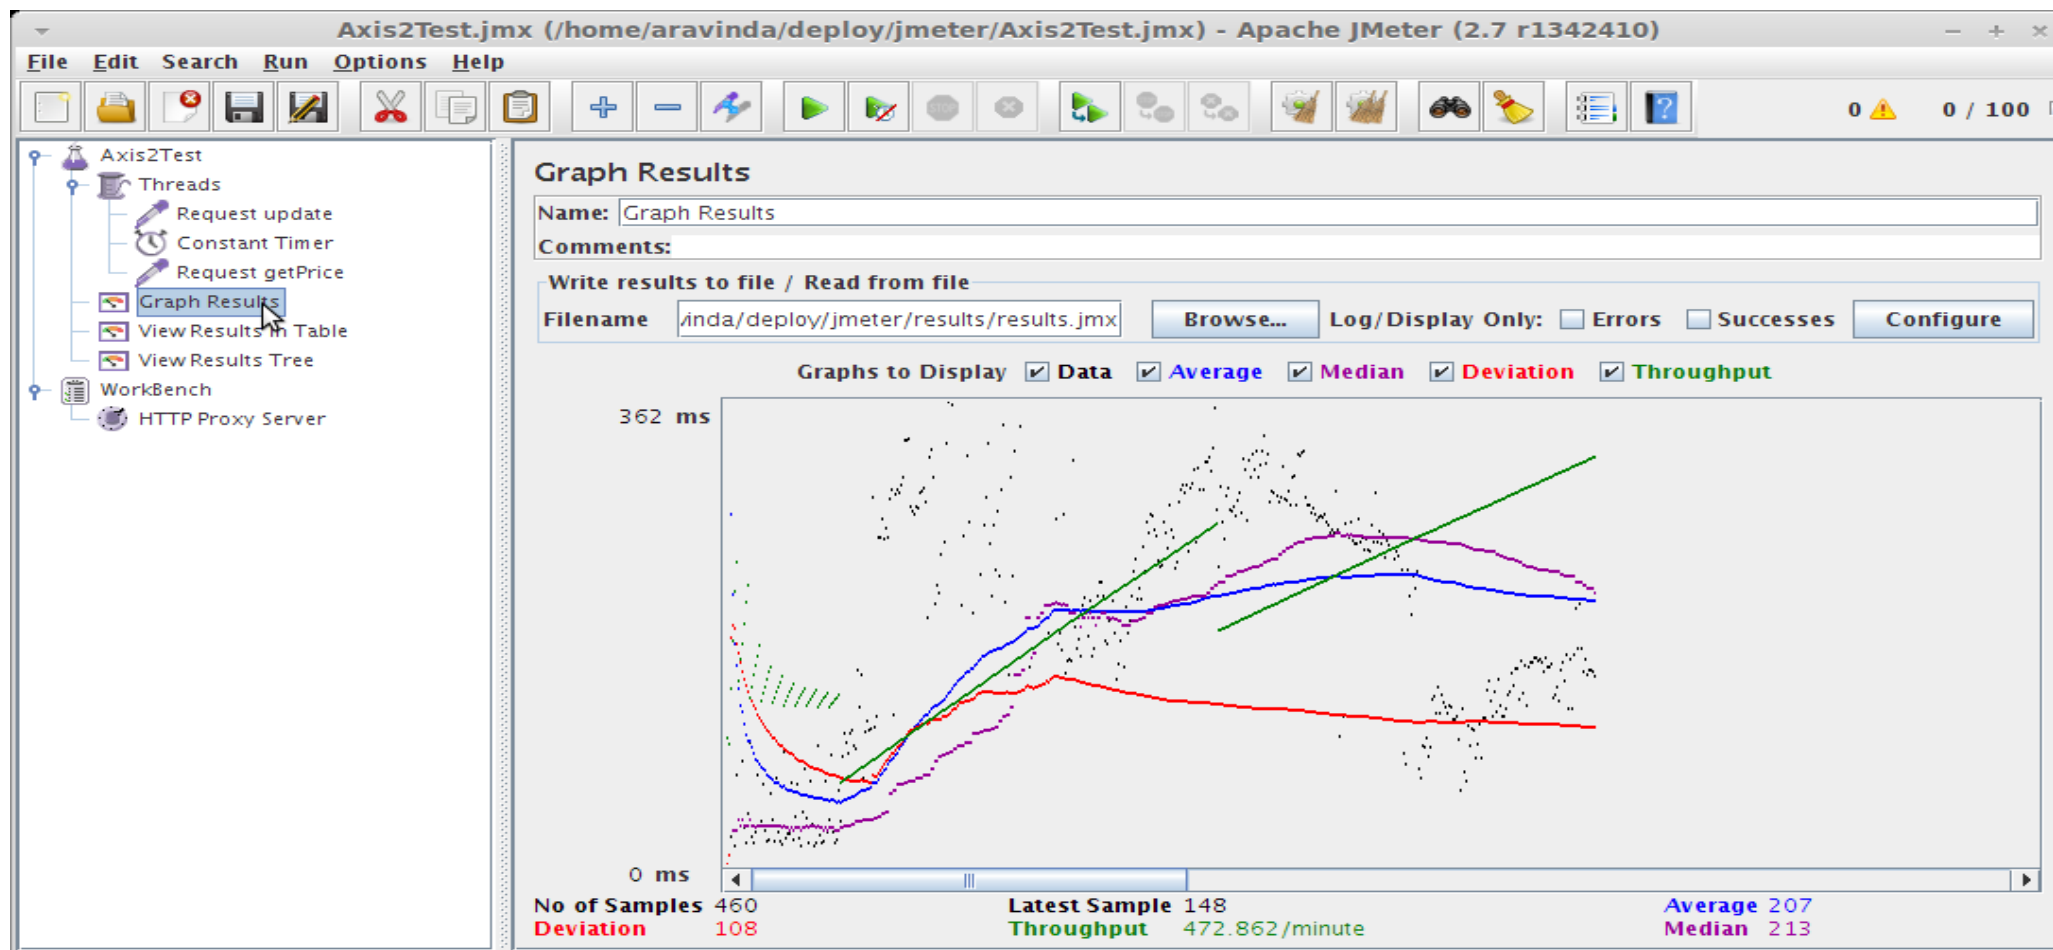 Axis2Test.jmx (/home/aravinda/deploy/jmeter/Axis2Test.jmx) - Apache JMeter (2.7 r1342410)
File Edit Search Run Options Help
0 0 / 100
Axis2Test
Threads
Request update
Constant Timer
Request getPrice
Graph Results
View Results in Table
View Results Tree
WorkBench
HTTP Proxy Server
Graph Results
Name: Graph Results
Comments:
Write results to file / Read from file
Filename /inda/deploy/jmeter/results/results.jmx Browse... Log/Display Only: Errors Successes Configure
Graphs to Display Data Average Median Deviation Throughput
362 ms
0 ms
No of Samples 460 Latest Sample 148 Average 207
Deviation 108 Throughput 472.862/minute Median 213